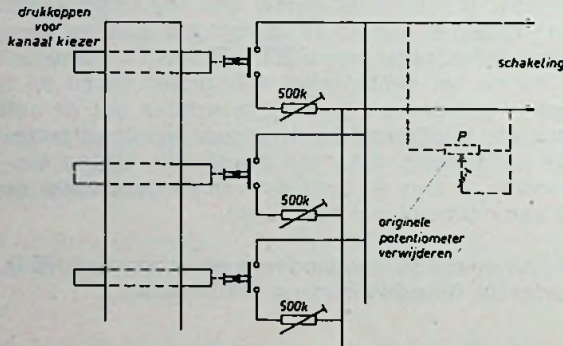 drukkoppen
voor
kanaal kiezer
500k
schakeling
P
500k
originele
potentiometer
verwijderen
500k